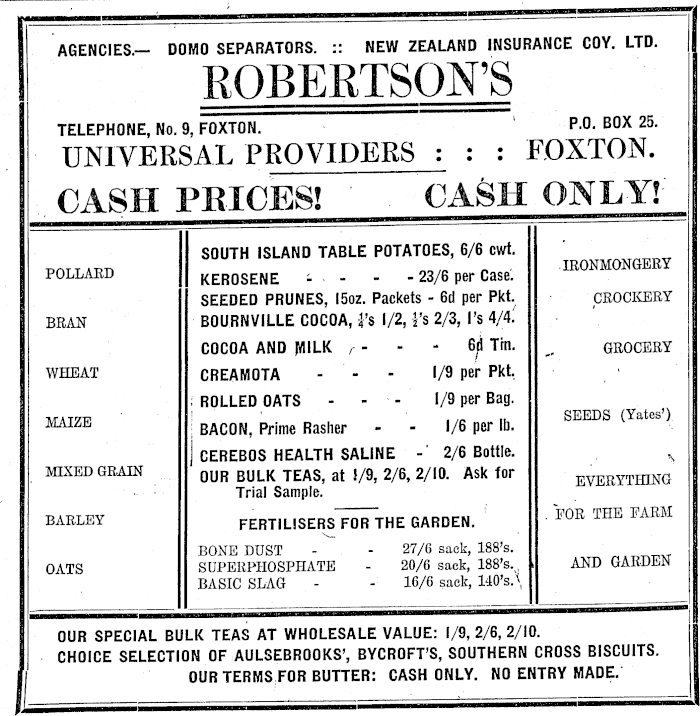 AGENCIES.— DOMO SEPARATORS. :: NEW ZEALAND INSURANCE COY. LTD.
ROBERTSON'S
TELEPHONE, No. 9, FOXTON. P.O. BOX 25.
UNIVERSAL PROVIDERS : : : FOXTON.
CASH PRICES! CASH ONLY!
POLLARD
BRAN
WHEAT
MAIZE
MIXED GRAIN
BARLEY
OATS
SOUTH ISLAND TABLE POTATOES, 6/6 cwt.
KEROSENE - - - - 23/6 per Case.
SEEDED PRUNES, 15oz. Packets - 6d per Pkt.
BOURNVILLE COCOA, ¼'s 1/2, ½'s 2/3, 1's 4/4.
COCOA AND MILK - - - 6d Tin.
CREAMOTA - - - 1/9 per Pkt.
ROLLED OATS - - - 1/9 per Bag.
BACON, Prime Rasher - - 1/6 per lb.
CEREBOS HEALTH SALINE - 2/6 Bottle.
OUR BULK TEAS, at 1/9, 2/6, 2/10. Ask for
Trial Sample.
FERTILISERS FOR THE GARDEN.
BONE DUST - - 27/6 sack, 188's.
SUPERPHOSPHATE - 20/6 sack, 188's.
BASIC SLAG - - 16/6 sack, 140's.
IRONMONGERY
CROCKERY
GROCERY
SEEDS (Yates')
EVERYTHING
FOR THE FARM
AND GARDEN
OUR SPECIAL BULK TEAS AT WHOLESALE VALUE: 1/9, 2/6, 2/10.
CHOICE SELECTION OF AULSEBROOKS', BYCROFT'S, SOUTHERN CROSS BISCUITS.
OUR TERMS FOR BUTTER: CASH ONLY. NO ENTRY MADE.